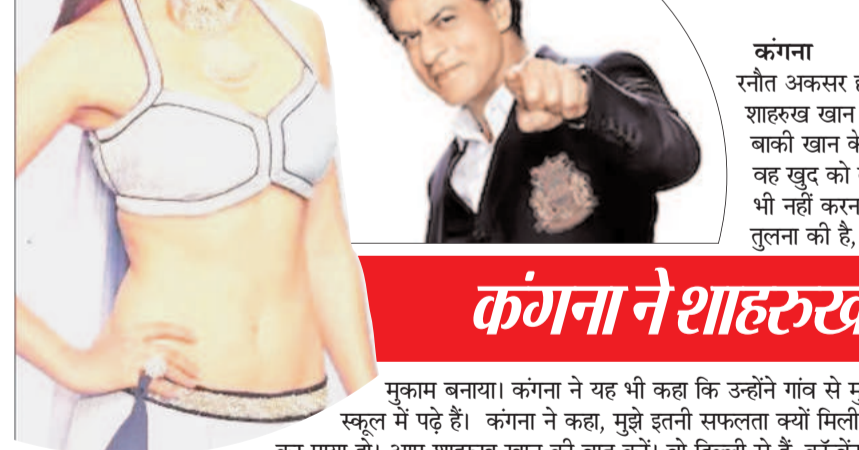 कंगना
रनौत अकसर
शाहरुख खान
बाकी खान
वह खुद को
भी नहीं
तुलना की है,
कंगना ने शाहरुख
मुकाम बनाया। कंगना ने यह भी कहा कि उन्होंने गांव से
स्कूल में पढ़े हैं। कंगना ने कहा, मुझे इतनी सफलता क्यों मिली